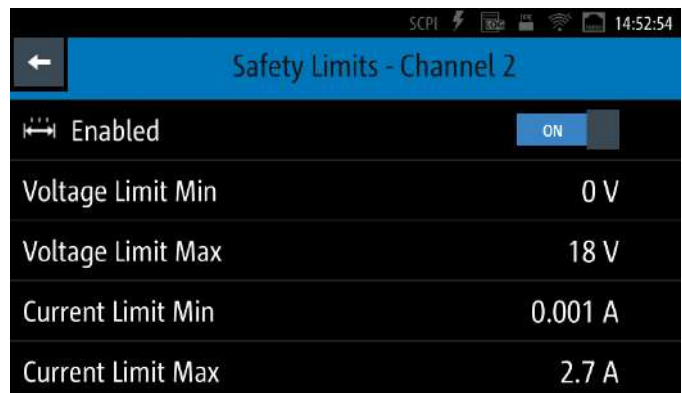 SCPI 14:52:54
Safety Limits - Channel 2
Enabled ON
Voltage Limit Min 0 V
Voltage Limit Max 18 V
Current Limit Min 0.001 A
Current Limit Max 2.7 A